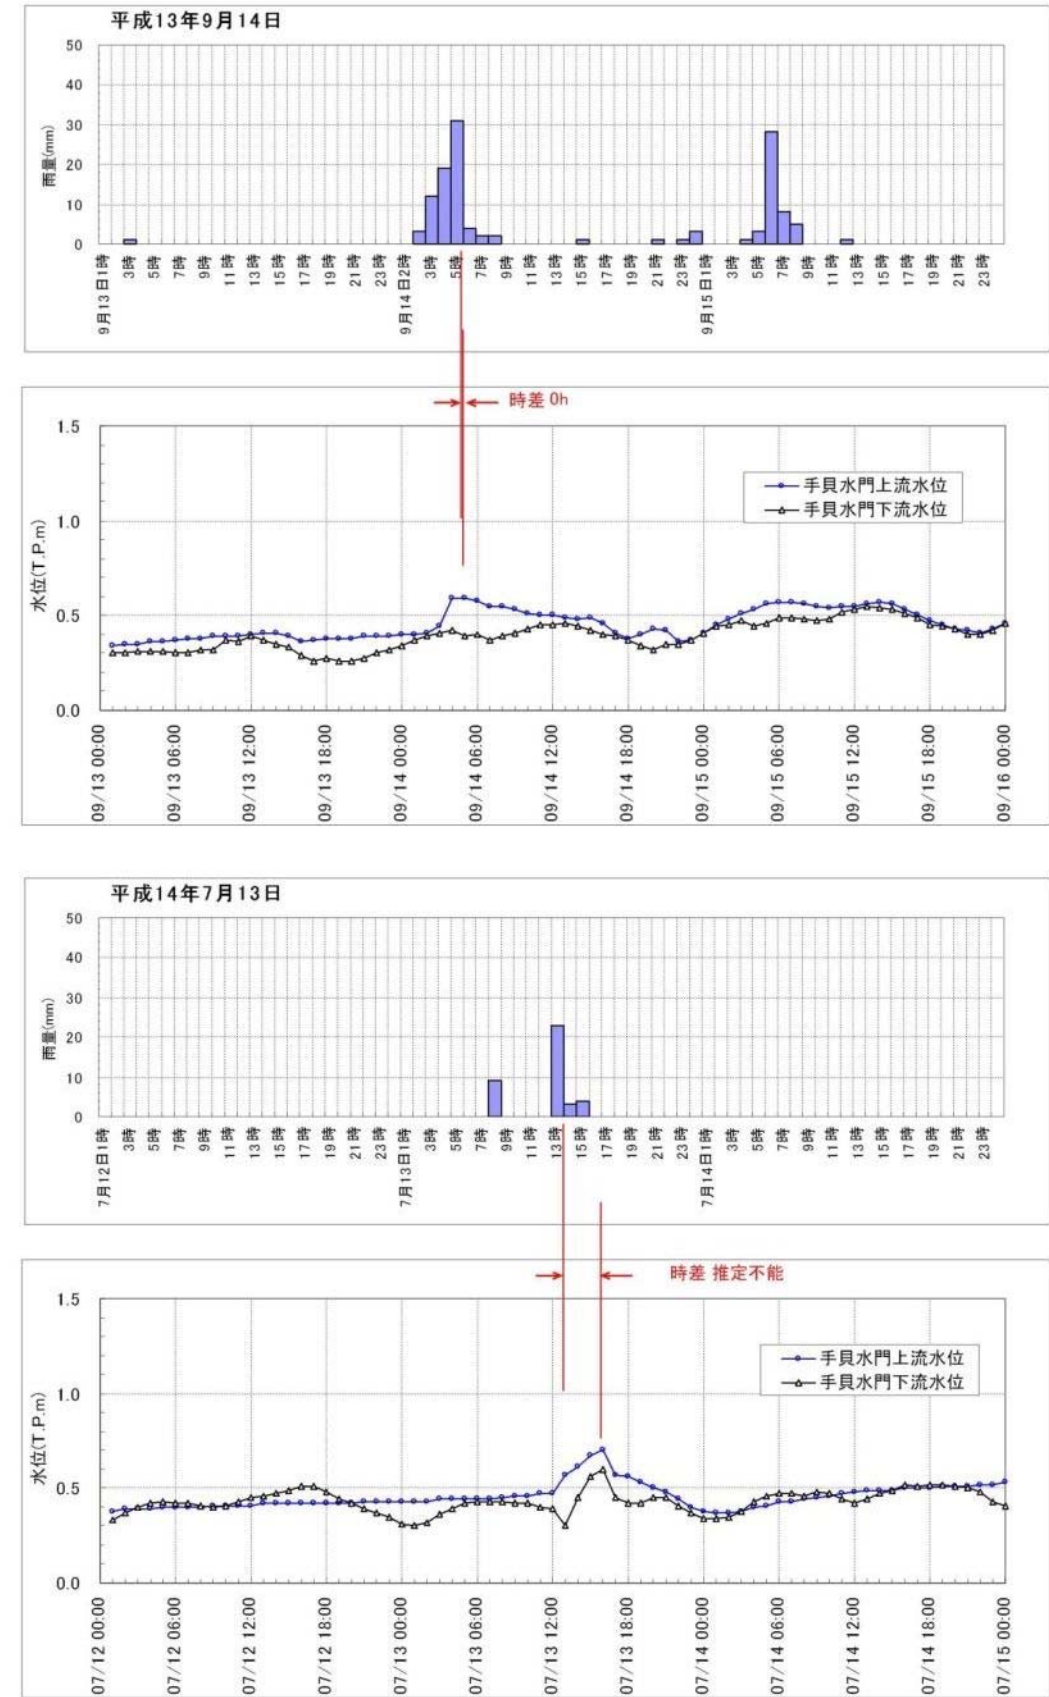 平成13年9月14日
雨量(mm)
50
40
30
20
10
0
9月13日1時 3時 5時 7時 9時 11時 13時 15時 17時 19時 21時 23時 9月14日2時 3時 5時 7時 9時 11時 13時 15時 17時 19時 21時 23時 9月15日1時 3時 5時 7時 9時 11時 13時 15時 17時 19時 21時 23時
時差 0h
水位(T.P.m)
1.5
1.0
0.5
0.0
手貝水門上流水位
手貝水門下流水位
09/13 00:00 09/13 06:00 09/13 12:00 09/13 18:00 09/14 00:00 09/14 06:00 09/14 12:00 09/14 18:00 09/15 00:00 09/15 06:00 09/15 12:00 09/15 18:00 09/16 00:00
平成14年7月13日
雨量(mm)
50
40
30
20
10
0
7月12日1時 3時 5時 7時 9時 11時 13時 15時 17時 19時 21時 23時 7月13日1時 3時 5時 7時 9時 11時 13時 15時 17時 19時 21時 23時 7月14日1時 3時 5時 7時 9時 11時 13時 15時 17時 19時 21時 23時
時差 推定不能
水位(T.P.m)
1.5
1.0
0.5
0.0
手貝水門上流水位
手貝水門下流水位
07/12 00:00 07/12 06:00 07/12 12:00 07/12 18:00 07/13 00:00 07/13 06:00 07/13 12:00 07/13 18:00 07/14 00:00 07/14 06:00 07/14 12:00 07/14 18:00 07/15 00:00